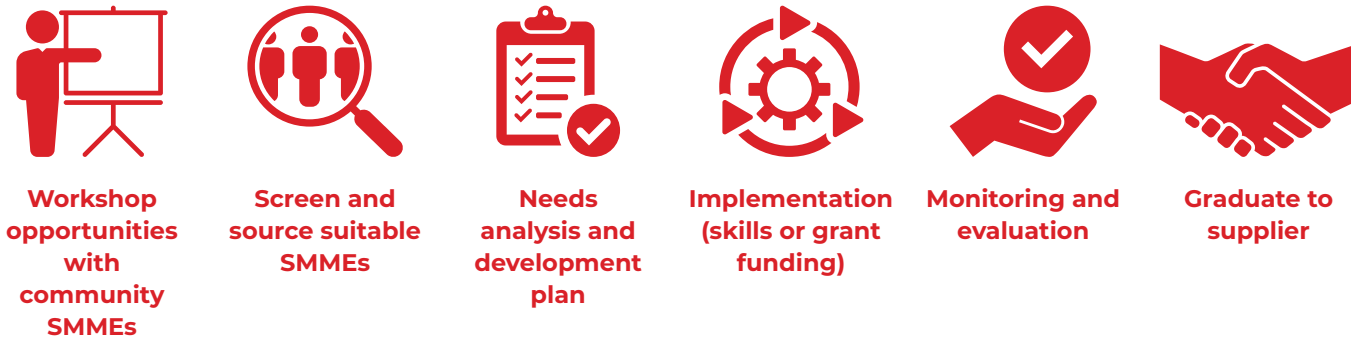 Workshop
opportunities
with
community
SMMEs
Screen and
source suitable
SMMEs
Needs
analysis and
development
plan
Implementation
(skills or grant
funding)
Monitoring and
evaluation
Graduate to
supplier